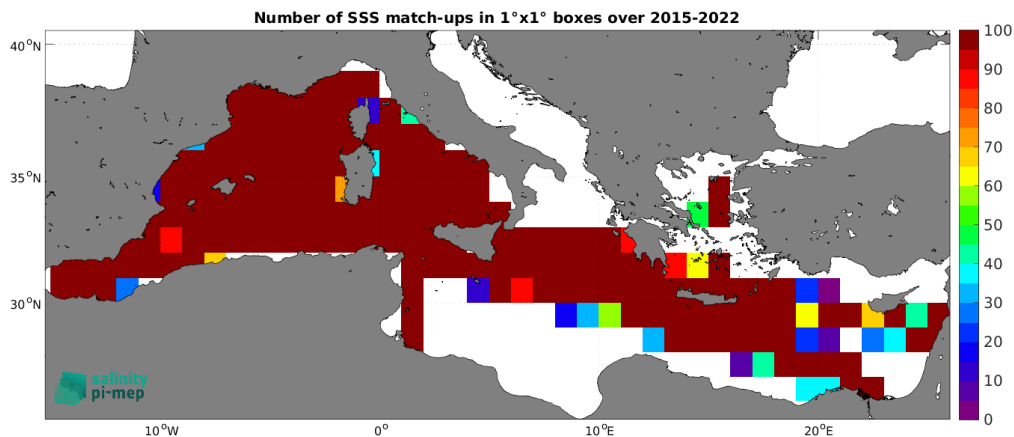 Number of SSS match-ups in 1°x1° boxes over 2015-2022
40°N
35°N
30°N
10°W
0°
10°E
20°E
100
90
80
70
60
50
40
30
20
10
0
salinity
pi-mep